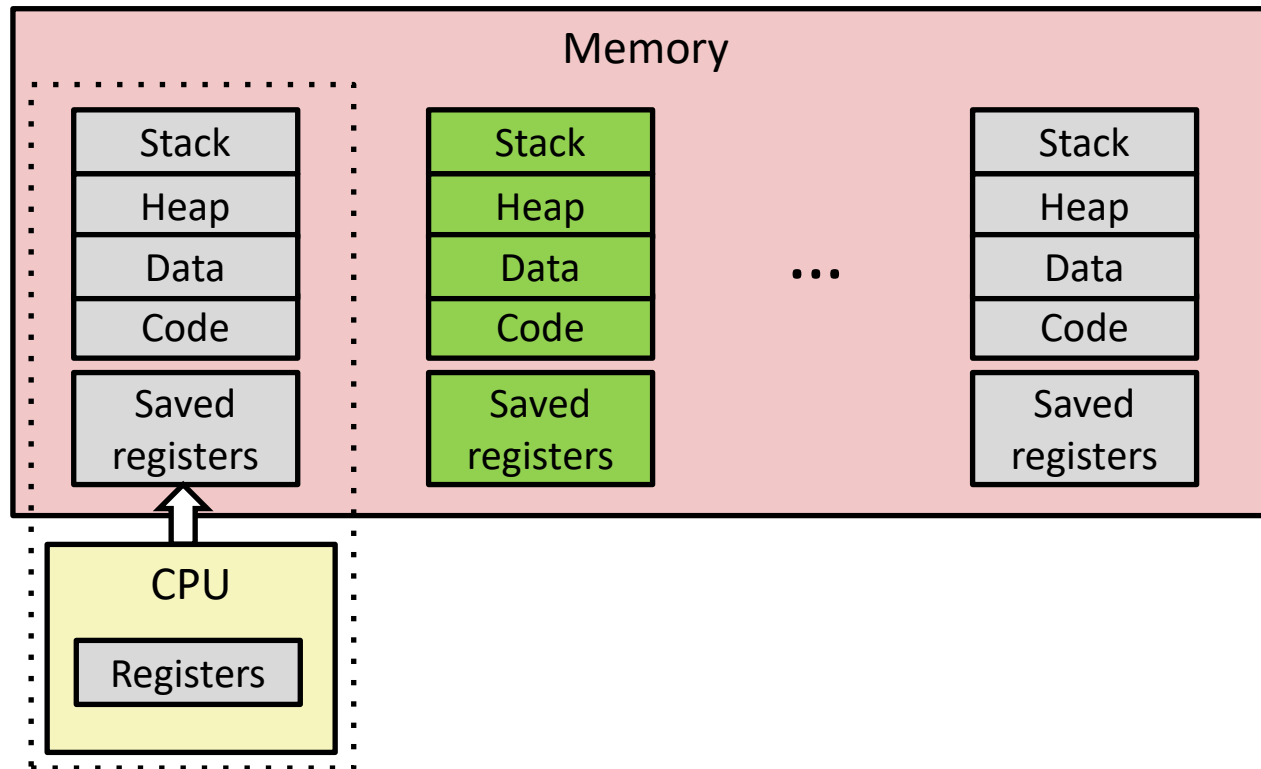 Memory
Stack
Heap
Data
Code
Saved
registers
Stack
Heap
Data
Code
Saved
registers
...
Stack
Heap
Data
Code
Saved
registers
CPU
Registers